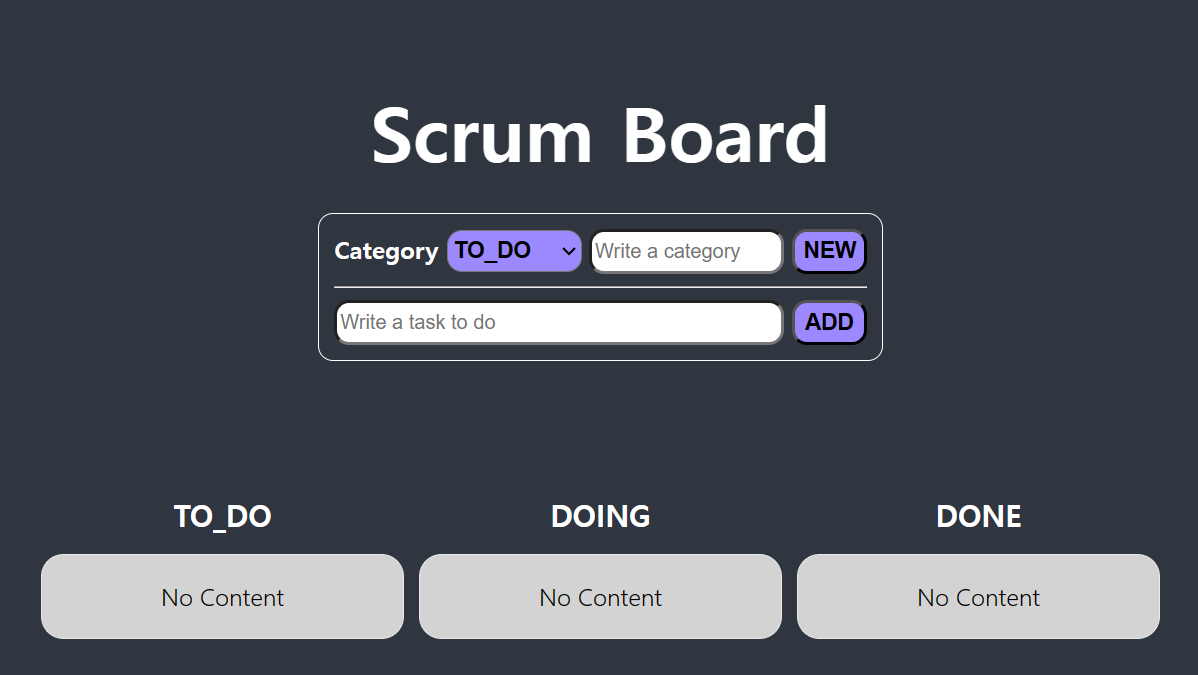 Scrum Board
Category TO_DO Write a category NEW
Write a task to do ADD
TO_DO DOING DONE
No Content No Content No Content